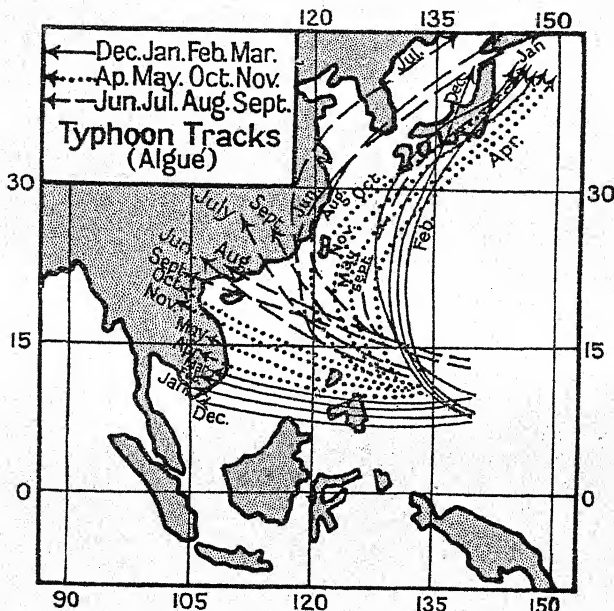 120 135 150
Dec.Jan.Feb.Mar.
Ap.May.Oct.Nov.
Jun.Jul.Aug.Sept.
Typhoon Tracks
(Algué)
Jul.
Dec.
Jan
Apr.
30
30
Jun.
Aug.
Oct.
July
Sept.
Nov.
Feb.
Jun.
Aug.
May
Sept.
Sept.
Oct.
Nov.
15
15
May
Ap.
Jan.
Dec.
0
0
90 105 120 135 150